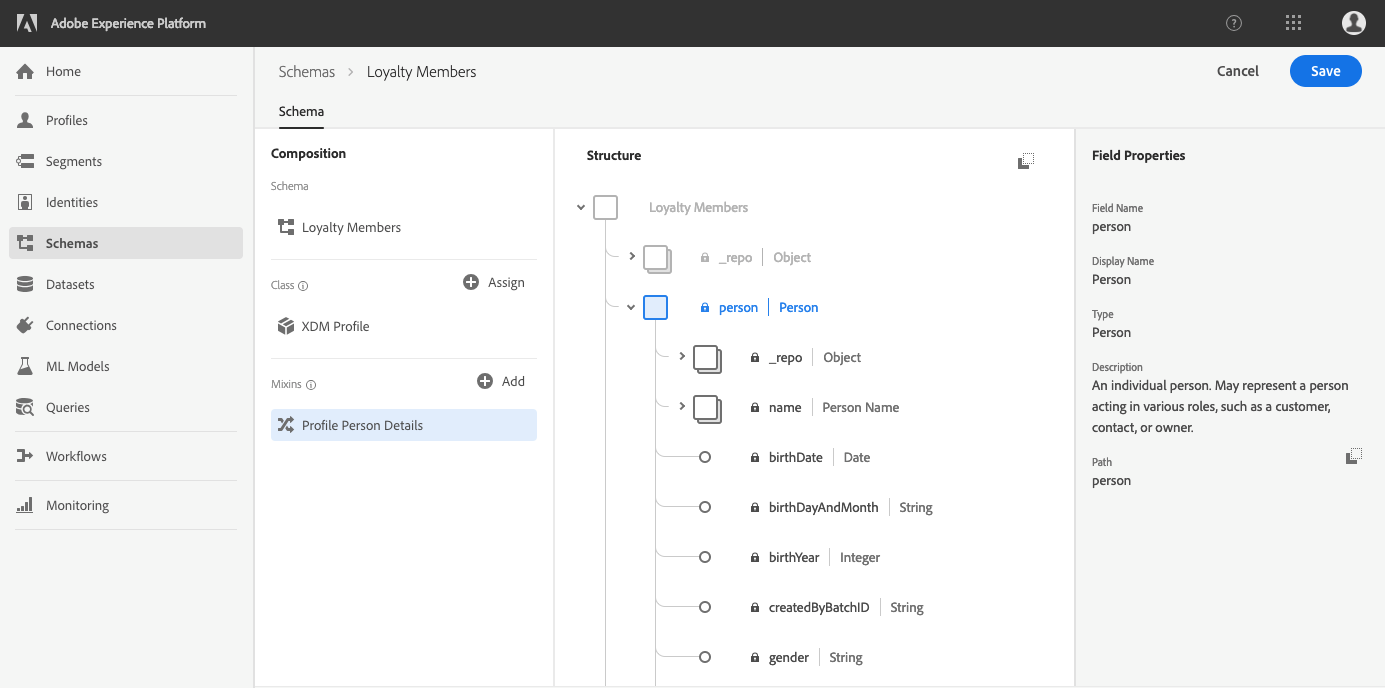 Adobe Experience Platform
?
Home
Profiles
Segments
Identities
Schemas
Datasets
Connections
ML Models
Queries
Workflows
Monitoring
Schemas > Loyalty Members
Cancel
Save
Schema
Composition
Schema
Loyalty Members
Class
Assign
XDM Profile
Mixins
Add
Profile Person Details
Structure
Loyalty Members
_repo | Object
person | Person
_repo | Object
name | Person Name
birthDate | Date
birthDayAndMonth | String
birthYear | Integer
createdByBatchID | String
gender | String
Field Properties
Field Name
person
Display Name
Person
Type
Person
Description
An individual person. May represent a person
acting in various roles, such as a customer,
contact, or owner.
Path
person